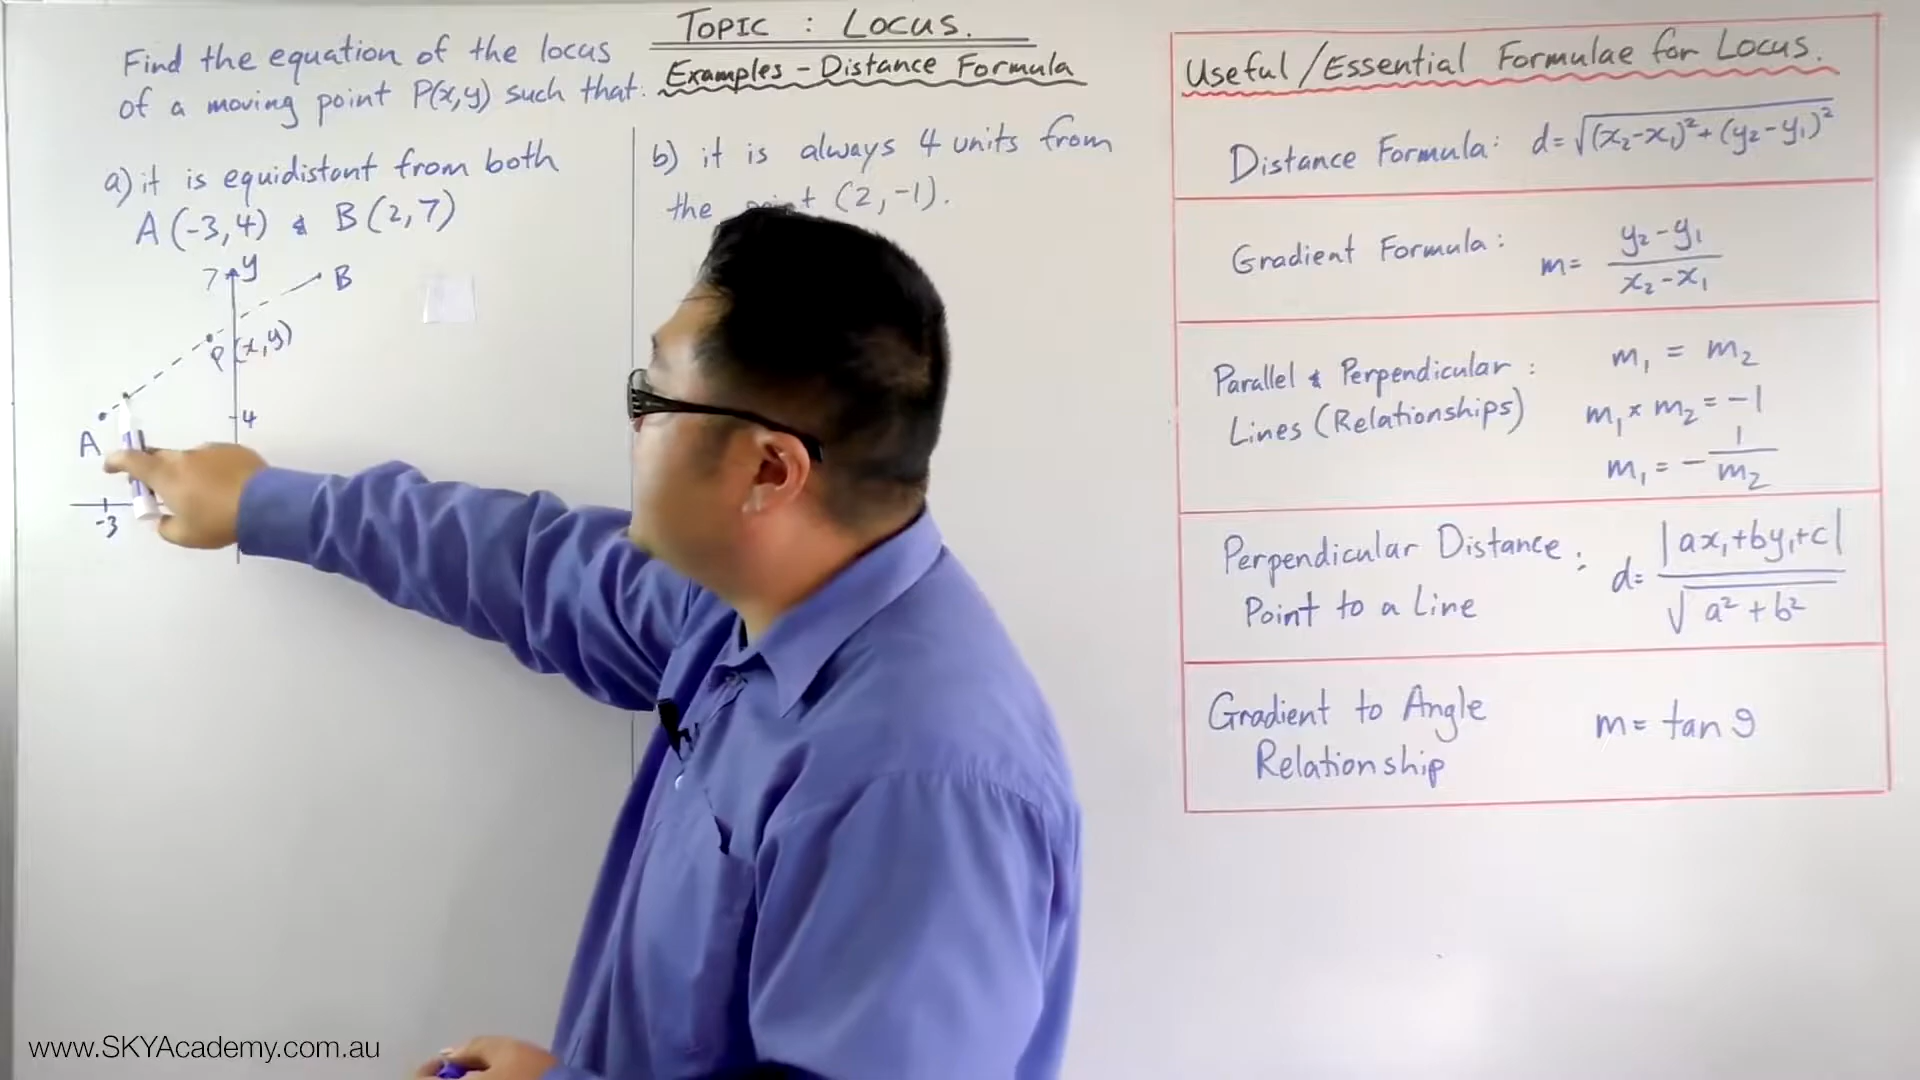 TOPIC : LOCUS.
Examples - Distance Formula
Find the equation of the locus
of a moving point P(x,y) such that:
a) it is equidistant from both
A(-3,4) & B(2,7)
7 y B
P(x,y)
4
A
-3
b) it is always 4 units from
the point (2,-1).
Useful/Essential Formulae for Locus.
Distance Formula: d=√(x₂-x₁)²+(y₂-y₁)²
Gradient Formula: m= y₂-y₁
x₂-x₁
Parallel & Perpendicular :
Lines (Relationships)
m₁ = m₂
m₁ × m₂ = -1
m₁ = - 1
m₂
Perpendicular Distance :
Point to a Line
d= |ax₁+by₁+c|
√a²+b²
Gradient to Angle
Relationship
m= tan θ
www.SKYAcademy.com.au